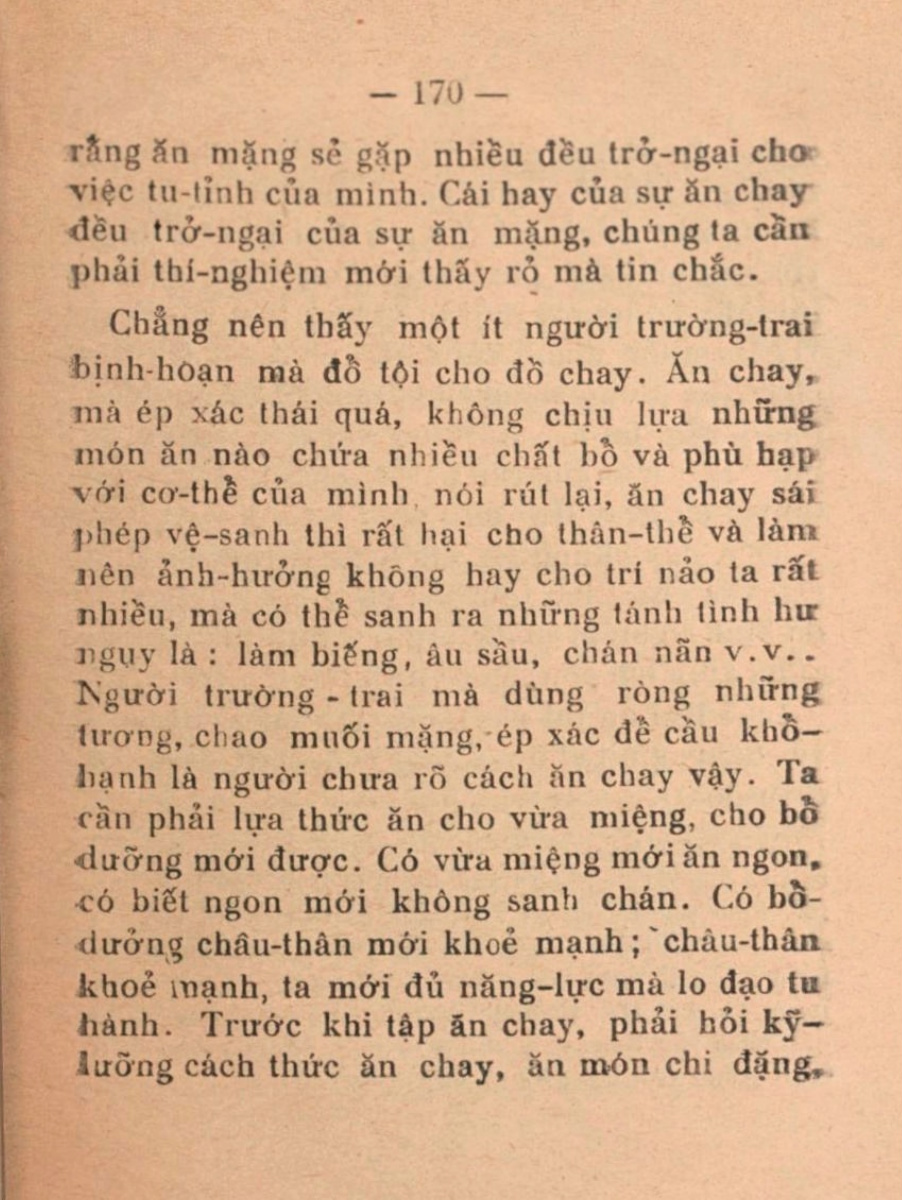 — 170 —
rằng ăn mặng sẻ gặp nhiều đều trở-ngại cho
việc tu-tỉnh của mình. Cái hay của sự ăn chay
đều trở-ngại của sự ăn mặng, chúng ta cần
phải thí-nghiệm mới thấy rỏ mà tin chắc.
Chẳng nên thấy một ít người trường-trai
bịnh-hoạn mà đồ tội cho đồ chay. Ăn chay,
mà ép xác thái quá, không chịu lựa những
món ăn nào chứa nhiều chất bổ và phù hạp
với cơ-thể của mình, nói rút lại, ăn chay sái
phép vệ-sanh thì rất hại cho thân-thể và làm
nên ảnh-hưởng không hay cho trí nảo ta rất
nhiều, mà có thể sanh ra những tánh tình hư
ngụy là : làm biếng, âu sầu, chán nãn v.v..
Người trường - trai mà dùng ròng những
tương, chao muối mặng, ép xác để cầu khổ-
hạnh là người chưa rõ cách ăn chay vậy. Ta
cần phải lựa thức ăn cho vừa miệng, cho bổ
dưỡng mới được. Có vừa miệng mới ăn ngon,
có biết ngon mới không sanh chán. Có bổ-
dưởng châu-thân mới khoẻ mạnh ; châu-thân
khoẻ mạnh, ta mới đủ năng-lực mà lo đạo tu
hành. Trước khi tập ăn chay, phải hỏi kỹ-
lưỡng cách thức ăn chay, ăn món chi đặng,